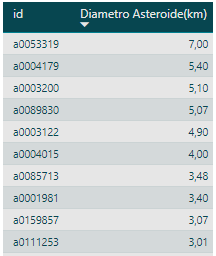 id Diametro Asteroide(km)
a0053319 7,00
a0004179 5,40
a0003200 5,10
a0089830 5,07
a0003122 4,90
a0004015 4,00
a0085713 3,48
a0001981 3,40
a0159857 3,07
a0111253 3,01